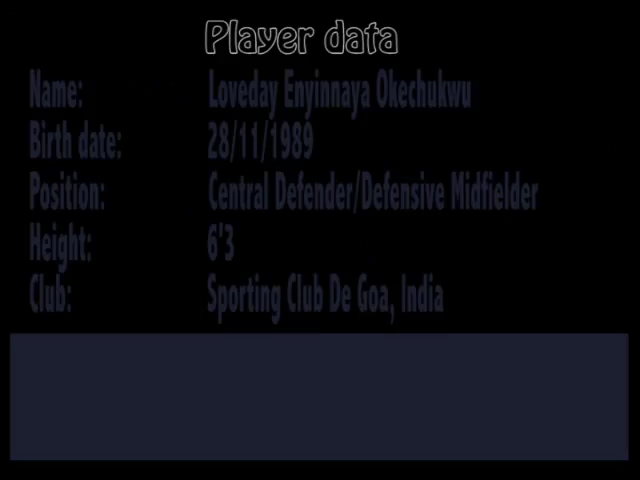 Player data
Name: Loveday Enyinnaya Okechukwu
Birth date: 28/11/1989
Position: Central Defender/Defensive Midfielder
Height: 6'3
Club: Sporting Club De Goa, India